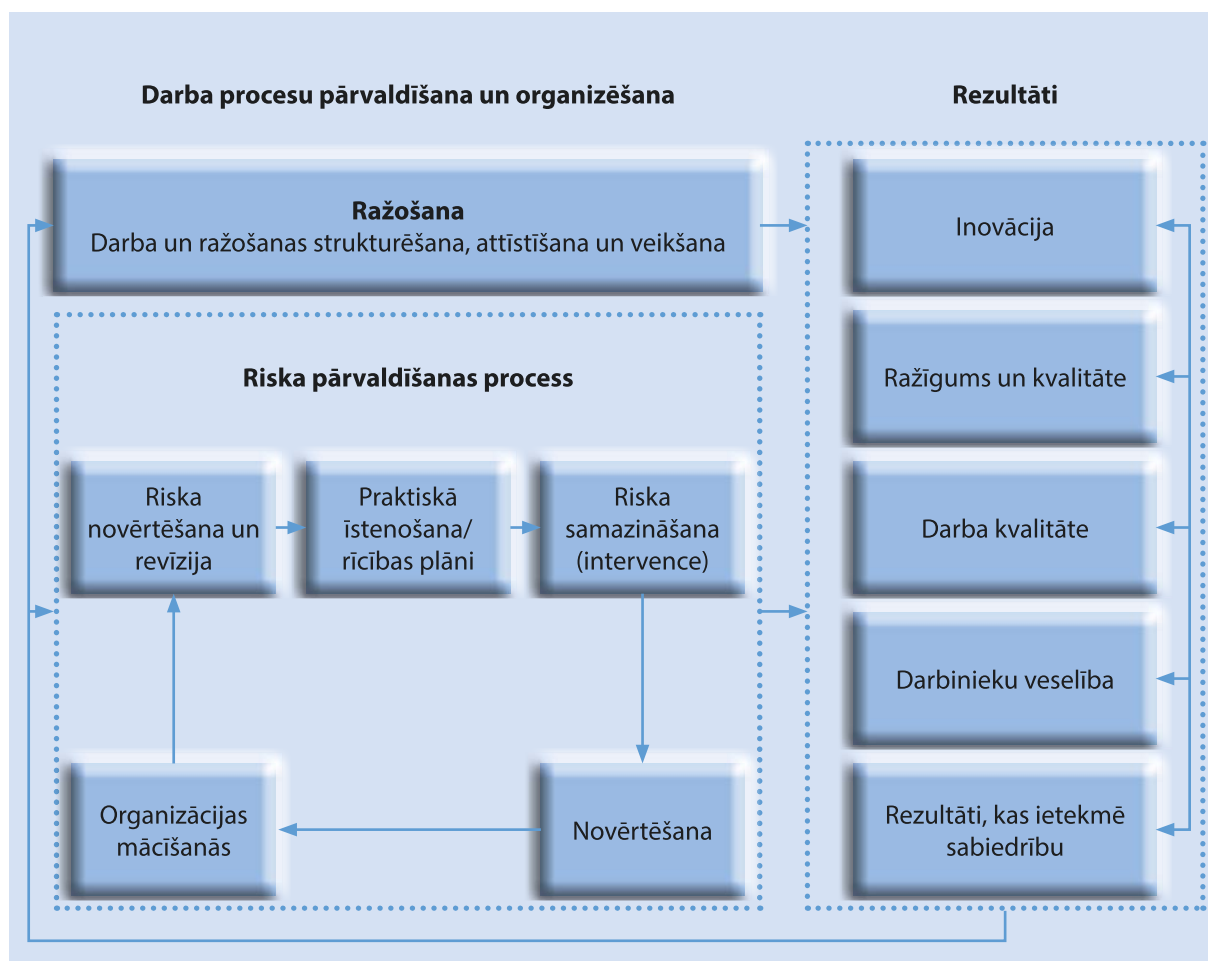 Darba procesu pārvaldīšana un organizēšana
Ražošana
Darba un ražošanas strukturēšana, attīstīšana un veikšana
Riska pārvaldīšanas process
Riska
novērtēšana un
revīzija
Praktiskā
īstenošana/
rīcības plāni
Riska
samazināšana
(intervence)
Organizācijas
mācīšanās
Novērtēšana
Rezultāti
Inovācija
Ražīgums un kvalitāte
Darba kvalitāte
Darbinieku veselība
Rezultāti, kas ietekmē
sabiedrību